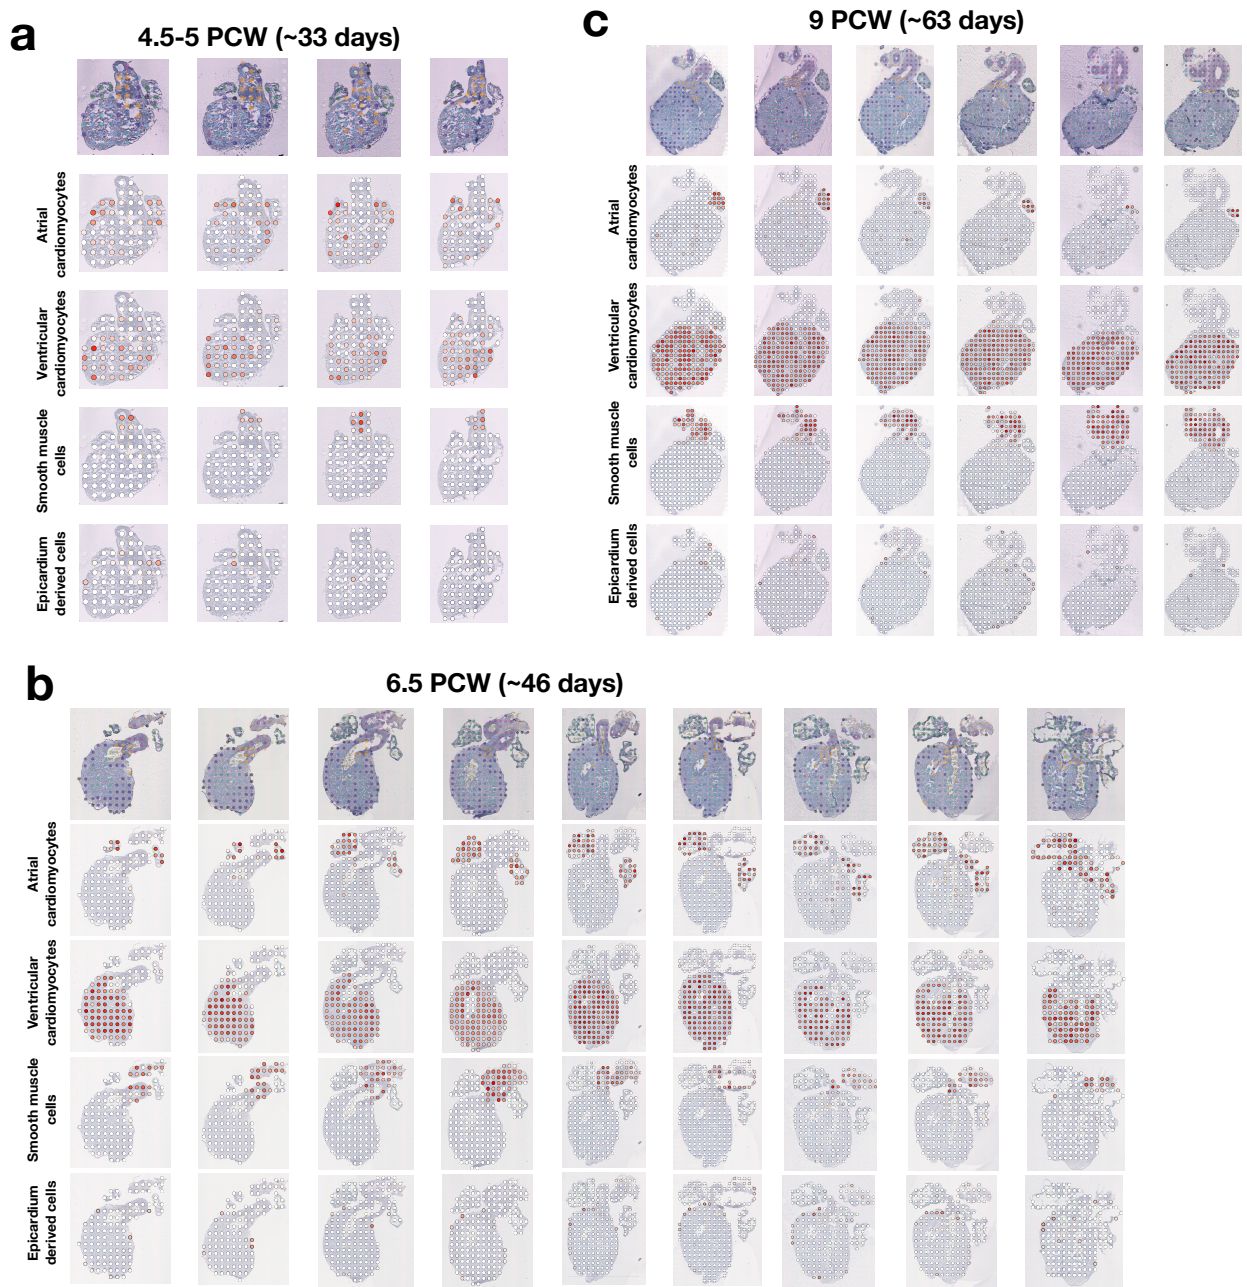 a
4.5-5 PCW (~33 days)
Atrial
cardiomyocytes
Ventricular
cardiomyocytes
Smooth muscle
cells
Epicardium
derived cells
c
9 PCW (~63 days)
Atrial
cardiomyocytes
Ventricular
cardiomyocytes
Smooth muscle
cells
Epicardium
derived cells
b
6.5 PCW (~46 days)
Atrial
cardiomyocytes
Ventricular
cardiomyocytes
Smooth muscle
cells
Epicardium
derived cells